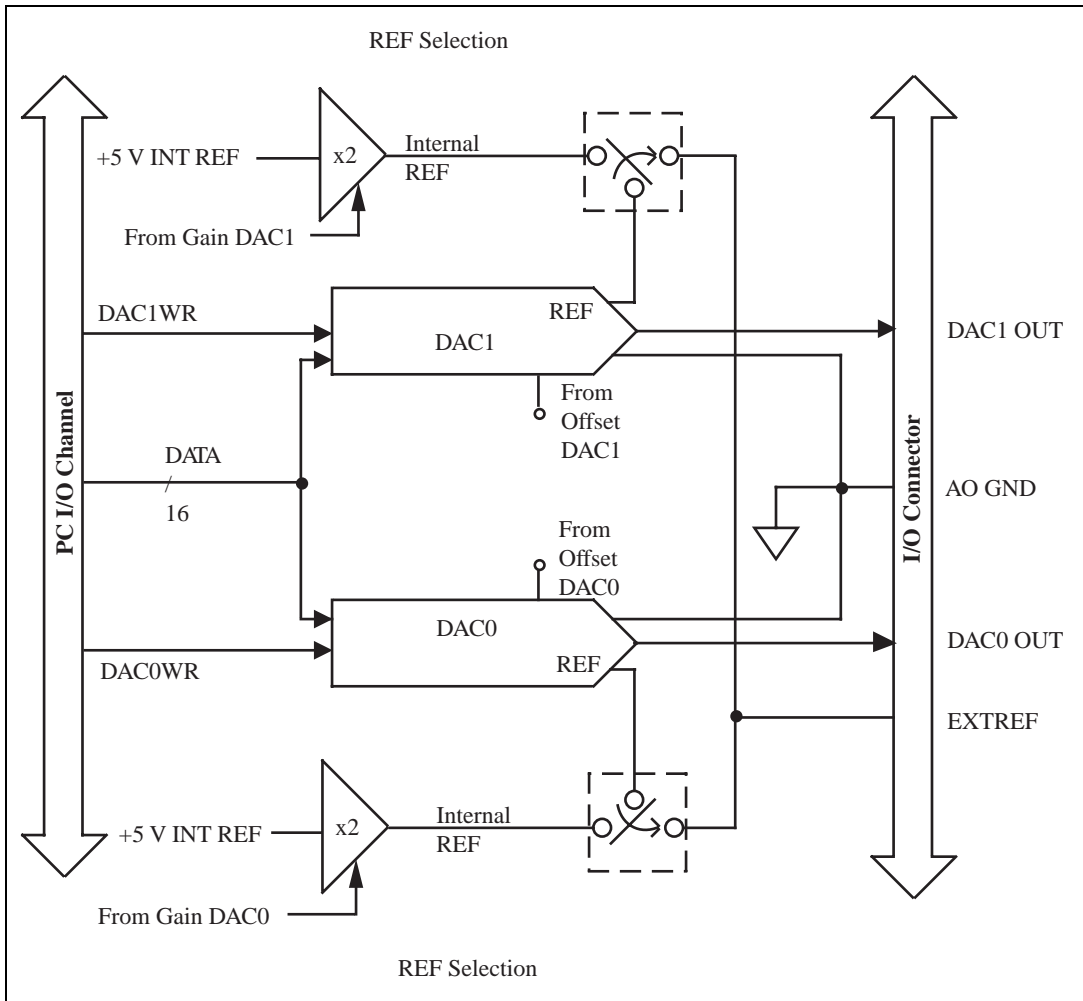 REF Selection
+5 V INT REF
x2
Internal
REF
From Gain DAC1
DAC1WR
REF
DAC1
DAC1 OUT
From
Offset
DAC1
PC I/O Channel
DATA
16
AO GND
I/O Connector
From
Offset
DAC0
DAC0
DAC0 OUT
REF
DAC0WR
EXTREF
+5 V INT REF
x2
Internal
REF
From Gain DAC0
REF Selection